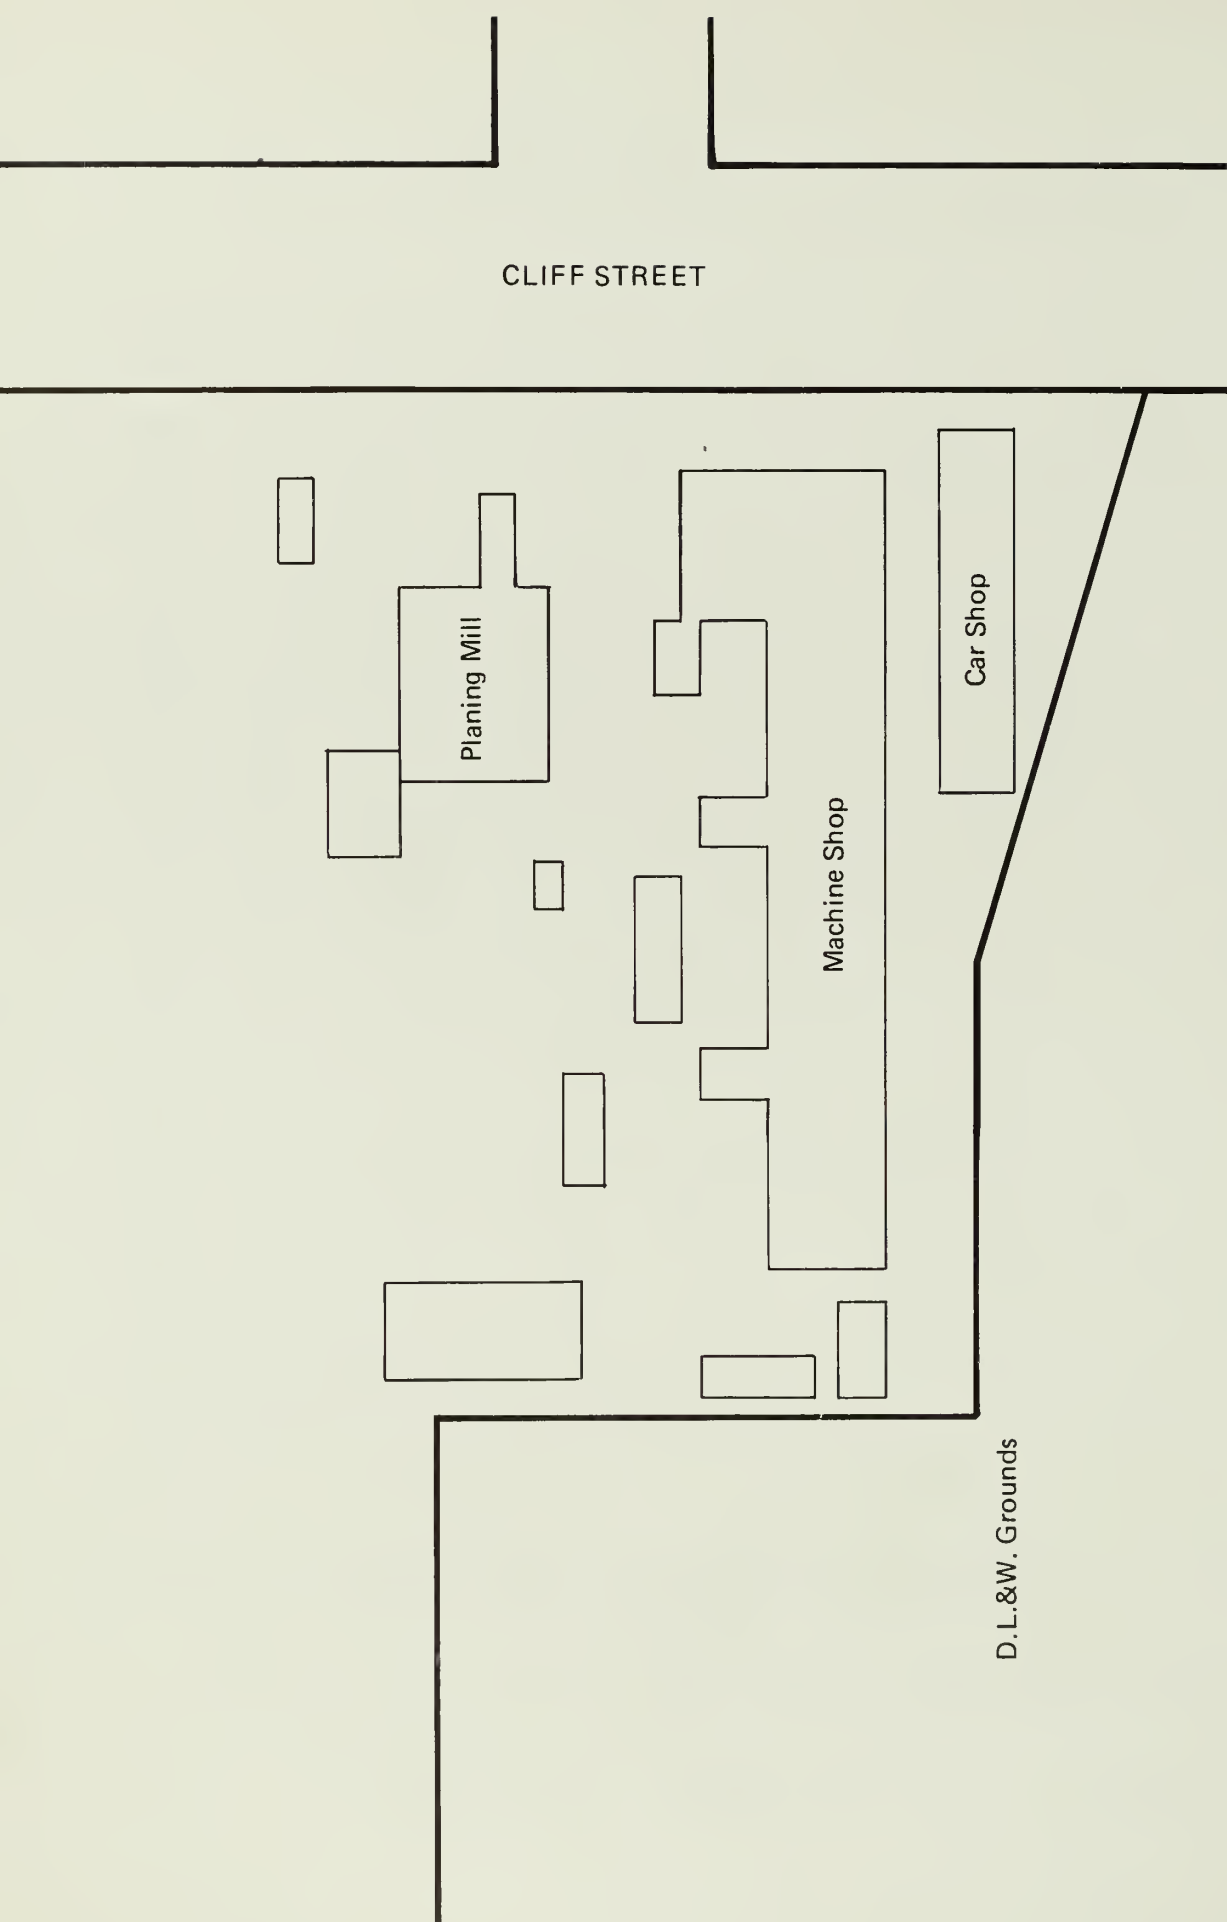 CLIFF STREET
Planing Mill
Car Shop
Machine Shop
D.L.&W. Grounds